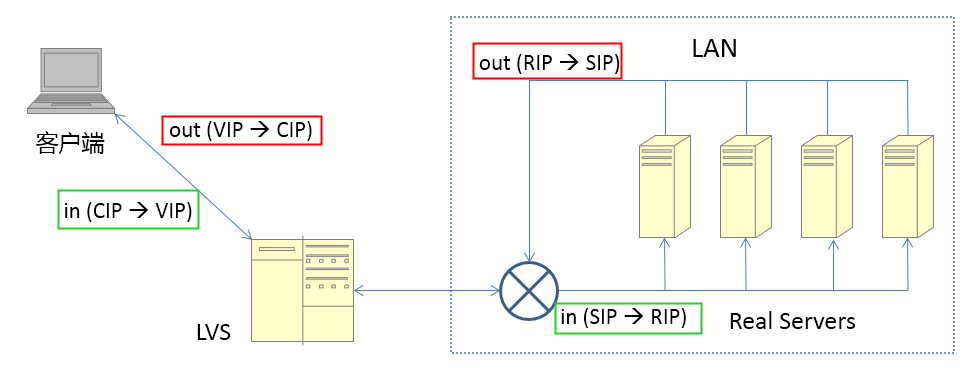 LAN
out (RIP → SIP)
客户端
out (VIP → CIP)
in (CIP → VIP)
LVS
in (SIP → RIP)
Real Servers